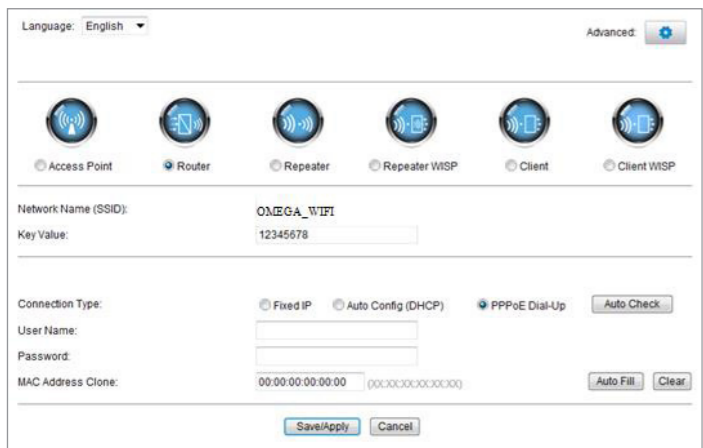 Language: English
Advanced:
Access Point Router Repeater Repeater WISP Client Client WISP
Network Name (SSID): OMEGA_WIFI
Key Value: 12345678
Connection Type: Fixed IP Auto Config (DHCP) PPPoE Dial-Up Auto Check
User Name:
Password:
MAC Address Clone: 00:00:00:00:00:00 (XX:XX:XX:XX:XX:XX) Auto Fill Clear
Save/Apply Cancel